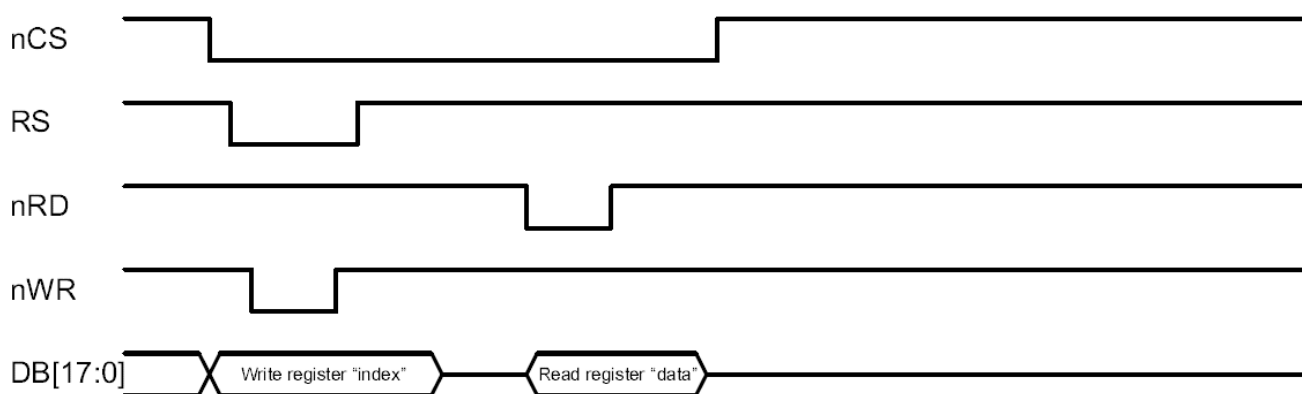 nCS
RS
nRD
nWR
DB[17:0]
Write register “index”
Read register “data”